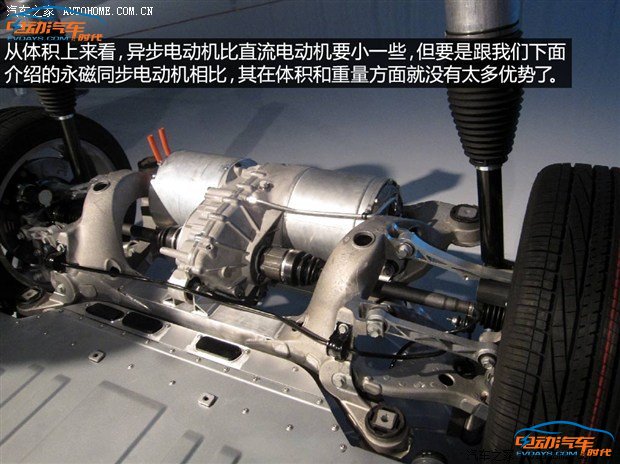 汽车之家 AUTOHOME.COM.CN
电动汽车
EVDAYS.COM 时代
从体积上来看，异步电动机比直流电动机要小一些，但要是跟我们下面
介绍的永磁同步电动机相比，其在体积和重量方面就没有太多优势了。
电动汽车
EVDAYS.COM 时代